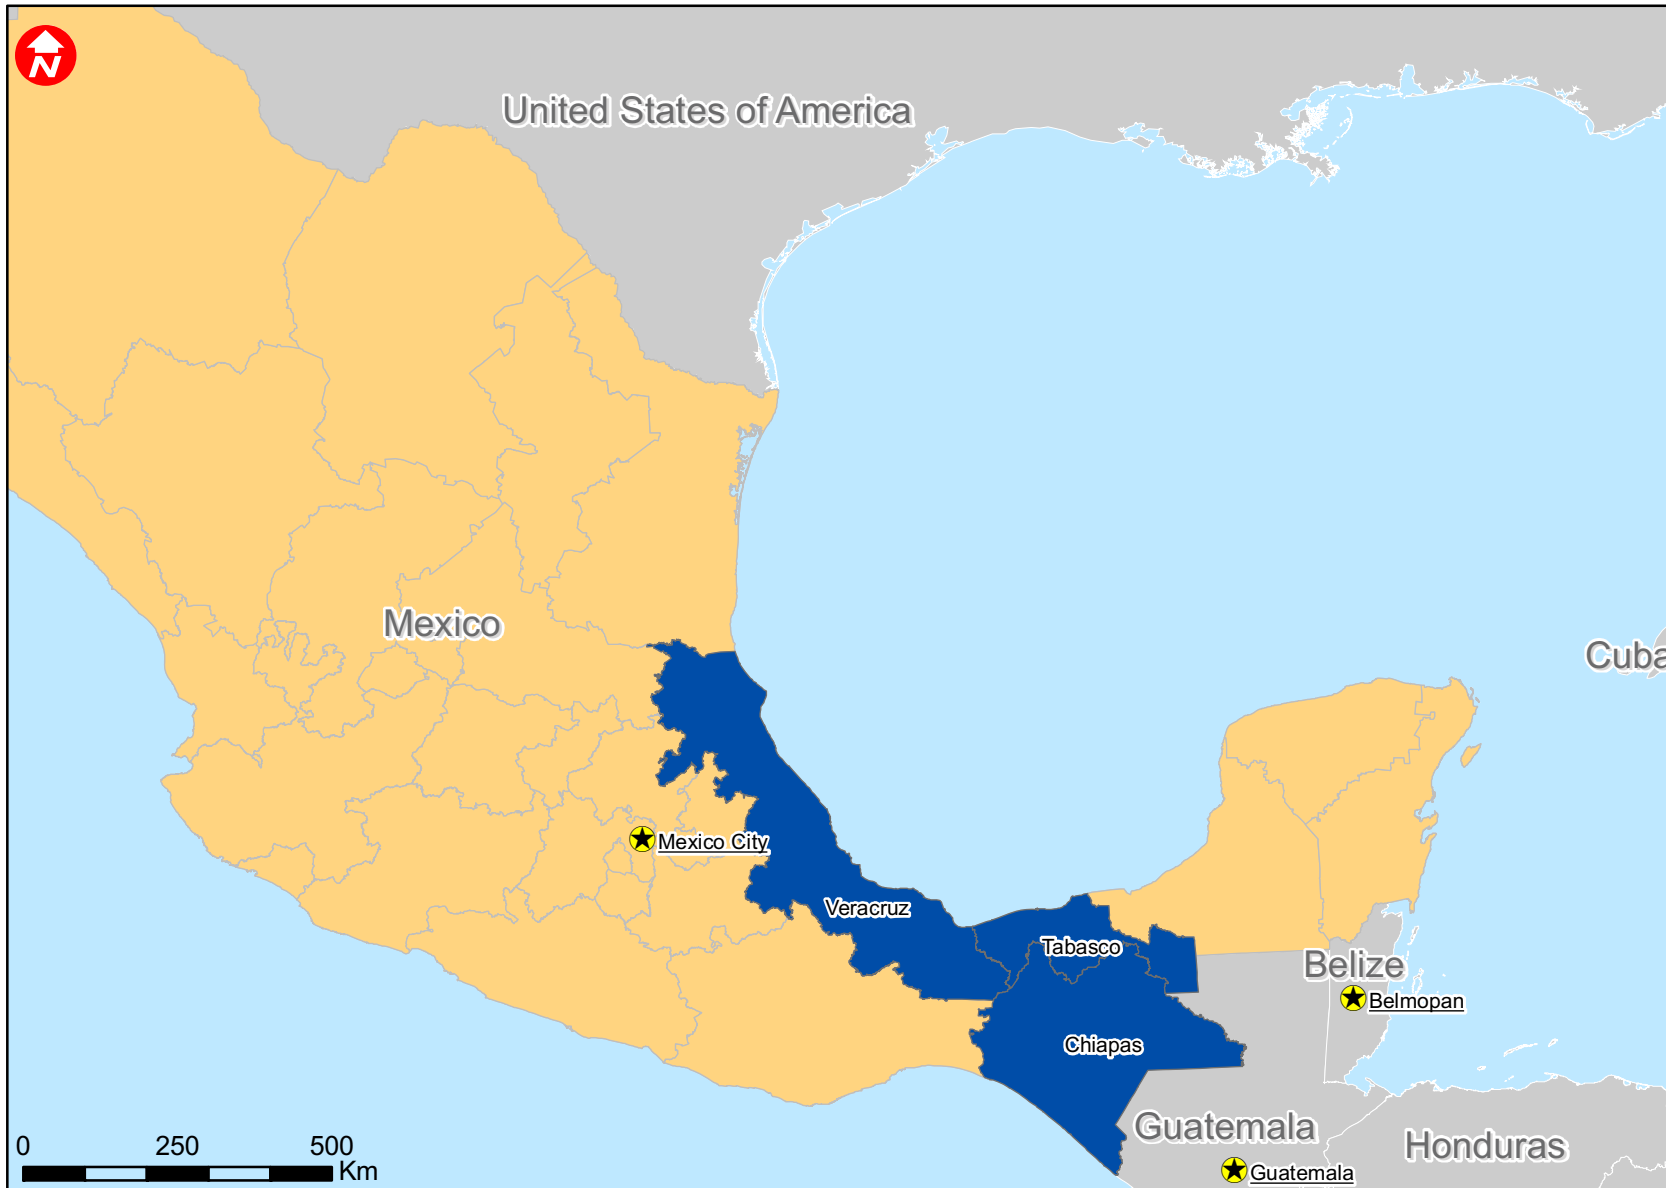 N
United States of America
Mexico
Cuba
Mexico City
Veracruz
Tabasco
Belize
Belmopan
Chiapas
Guatemala
Honduras
Guatemala
0 250 500
Km